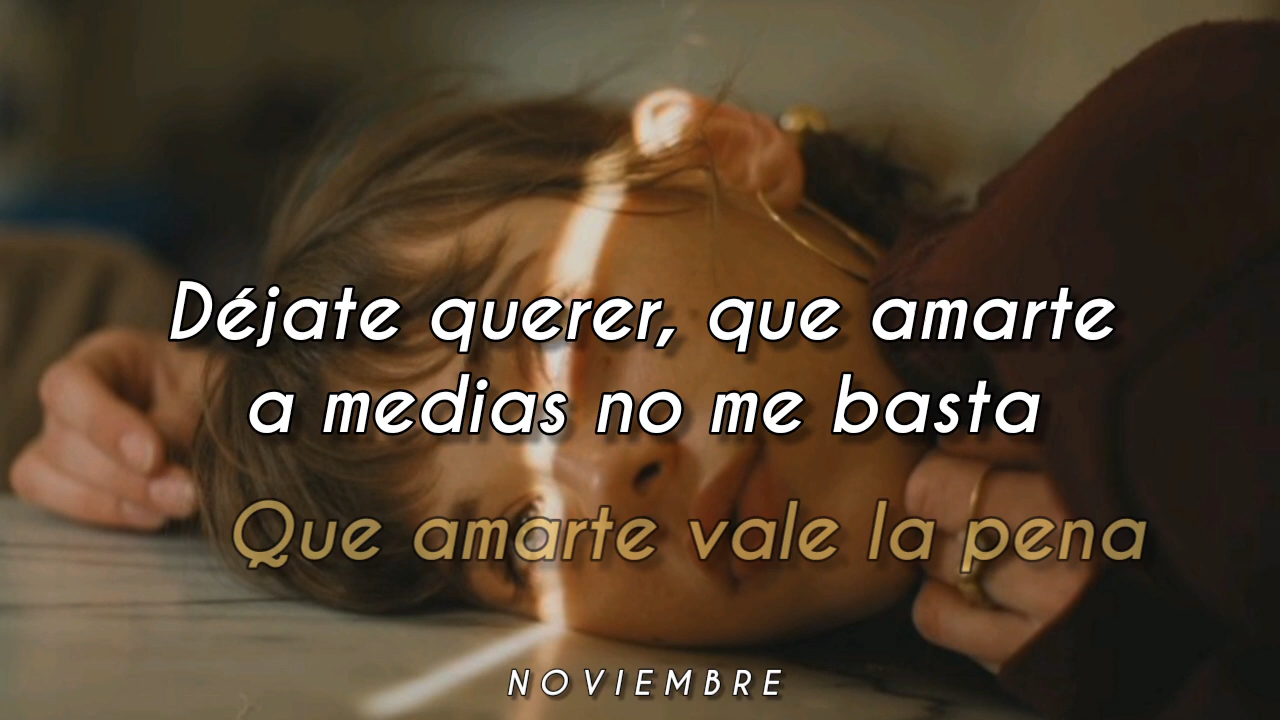 Déjate querer, que amarte
a medias no me basta
Que amarte vale la pena
NOVIEMBRE